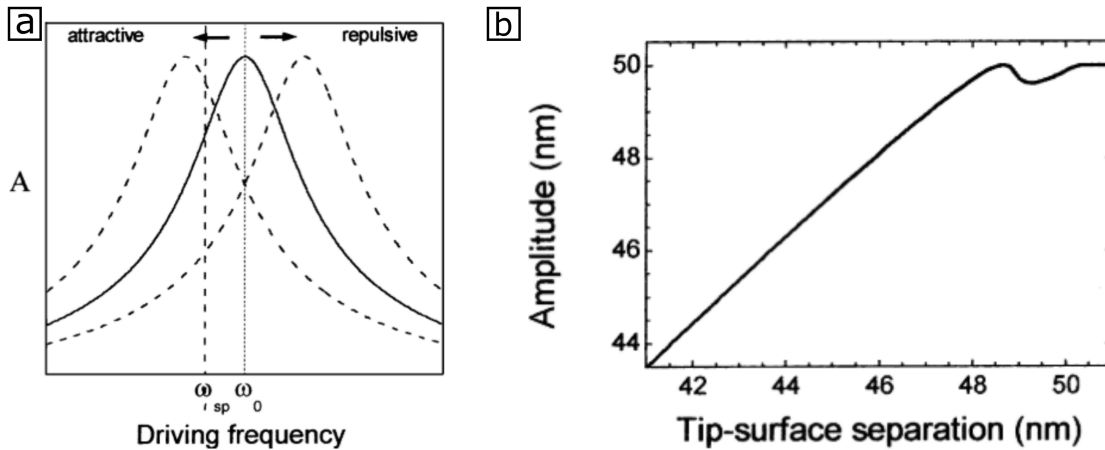 a
attractive
repulsive
A
ω sp ω 0
Driving frequency
b
50
48
46
44
Amplitude (nm)
42
44
46
48
50
Tip-surface separation (nm)